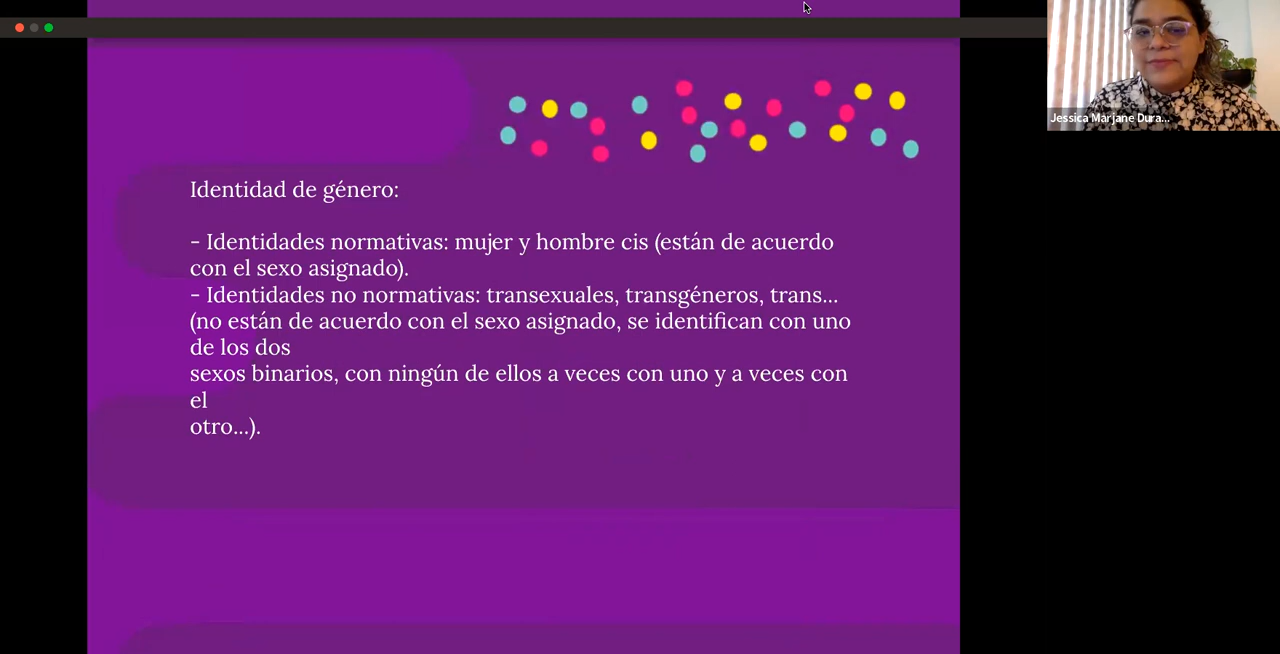 Jessica Marjane Dura...
Identidad de género:
- Identidades normativas: mujer y hombre cis (están de acuerdo
con el sexo asignado).
- Identidades no normativas: transexuales, transgéneros, trans...
(no están de acuerdo con el sexo asignado, se identifican con uno
de los dos
sexos binarios, con ningún de ellos a veces con uno y a veces con
el
otro...).